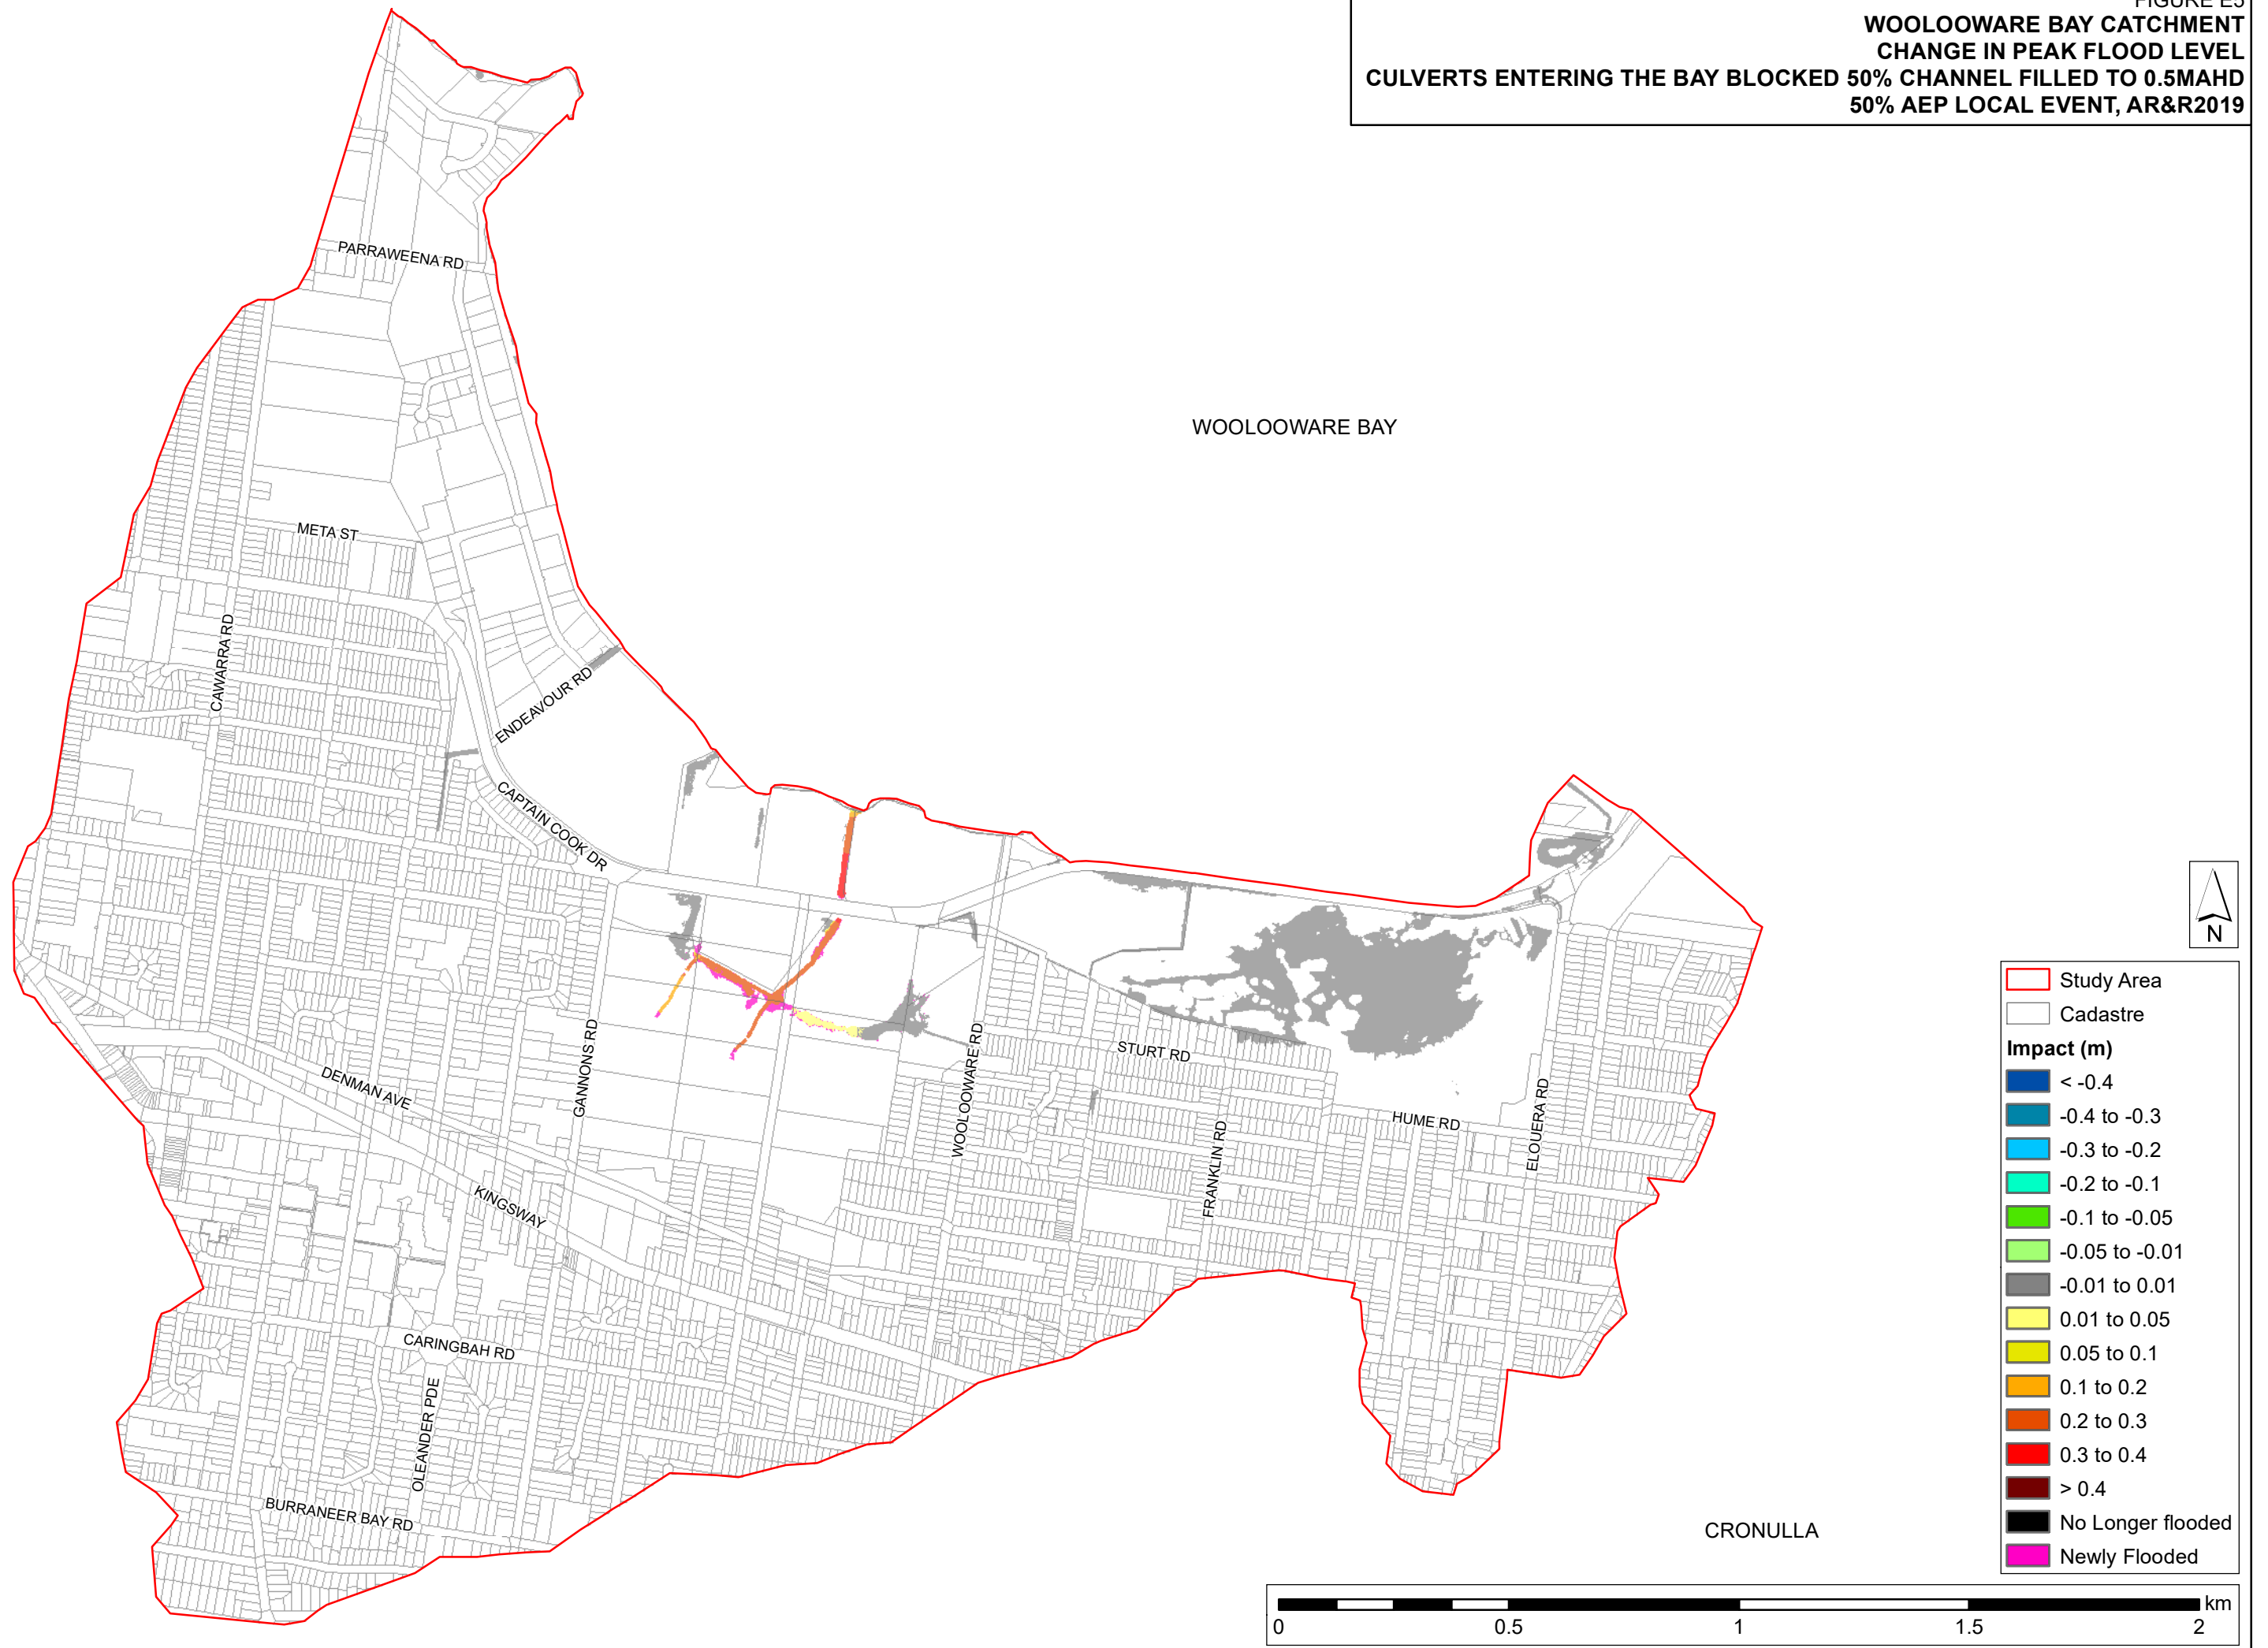 FIGURE E5
WOOLOOWARE BAY CATCHMENT
CHANGE IN PEAK FLOOD LEVEL
CULVERTS ENTERING THE BAY BLOCKED 50% CHANNEL FILLED TO 0.5MAHD
50% AEP LOCAL EVENT, AR&R2019
PARRAWEENA RD
WOOLOOWARE BAY
META ST
CAWARRA RD
ENDEAVOUR RD
CAPTAIN COOK DR
GANNONS RD
DENMAN AVE
KINGSWAY
WOOLOOWARE RD
STURT RD
FRANKLIN RD
HUME RD
ELOUERA RD
CARINGBAH RD
OLEANDER PDE
BURRANEER BAY RD
CRONULLA
N
Study Area
Cadastre
Impact (m)
< -0.4
-0.4 to -0.3
-0.3 to -0.2
-0.2 to -0.1
-0.1 to -0.05
-0.05 to -0.01
-0.01 to 0.01
0.01 to 0.05
0.05 to 0.1
0.1 to 0.2
0.2 to 0.3
0.3 to 0.4
> 0.4
No Longer flooded
Newly Flooded
km
0 0.5 1 1.5 2